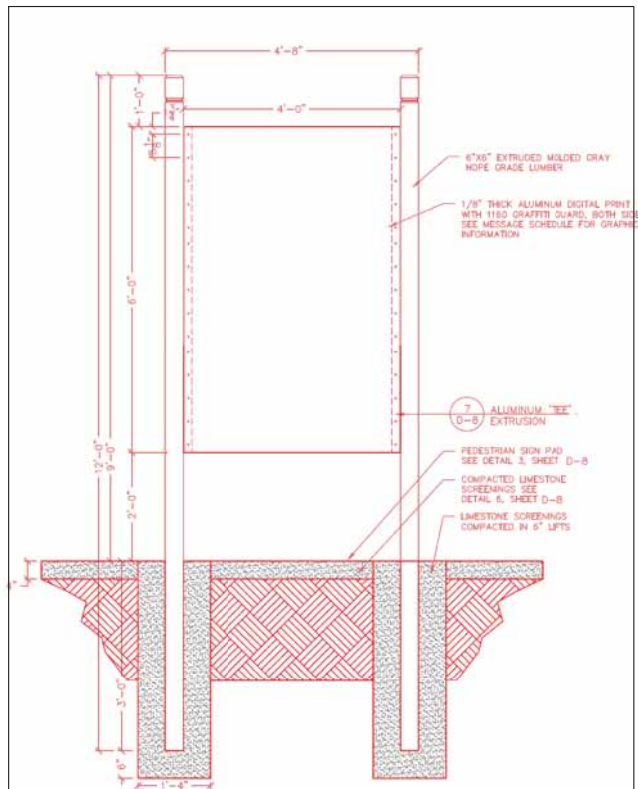 4'-8"
1'-0"
4'-0"
6"X6" EXTRUDED MOLDED GRAY
HOPE GRADE LUMBER
1/8" THICK ALUMINUM DIGITAL PRINT
WITH 1180 GRAFFITI GUARD, BOTH SIDE
SEE MESSAGE SCHEDULE FOR GRAPHIC
INFORMATION
6'-0"
7
D-8
ALUMINUM "TEE"
EXTRUSION
12'-0"
9'-0"
PEDESTRIAN SIGN PAD
SEE DETAIL 3, SHEET D-8
2'-0"
COMPACTED LIMESTONE
SCREENINGS SEE
DETAIL 6, SHEET D-8
LIMESTONE SCREENINGS
COMPACTED IN 6" LIFTS
4"
3'-0"
6"
1'-4"